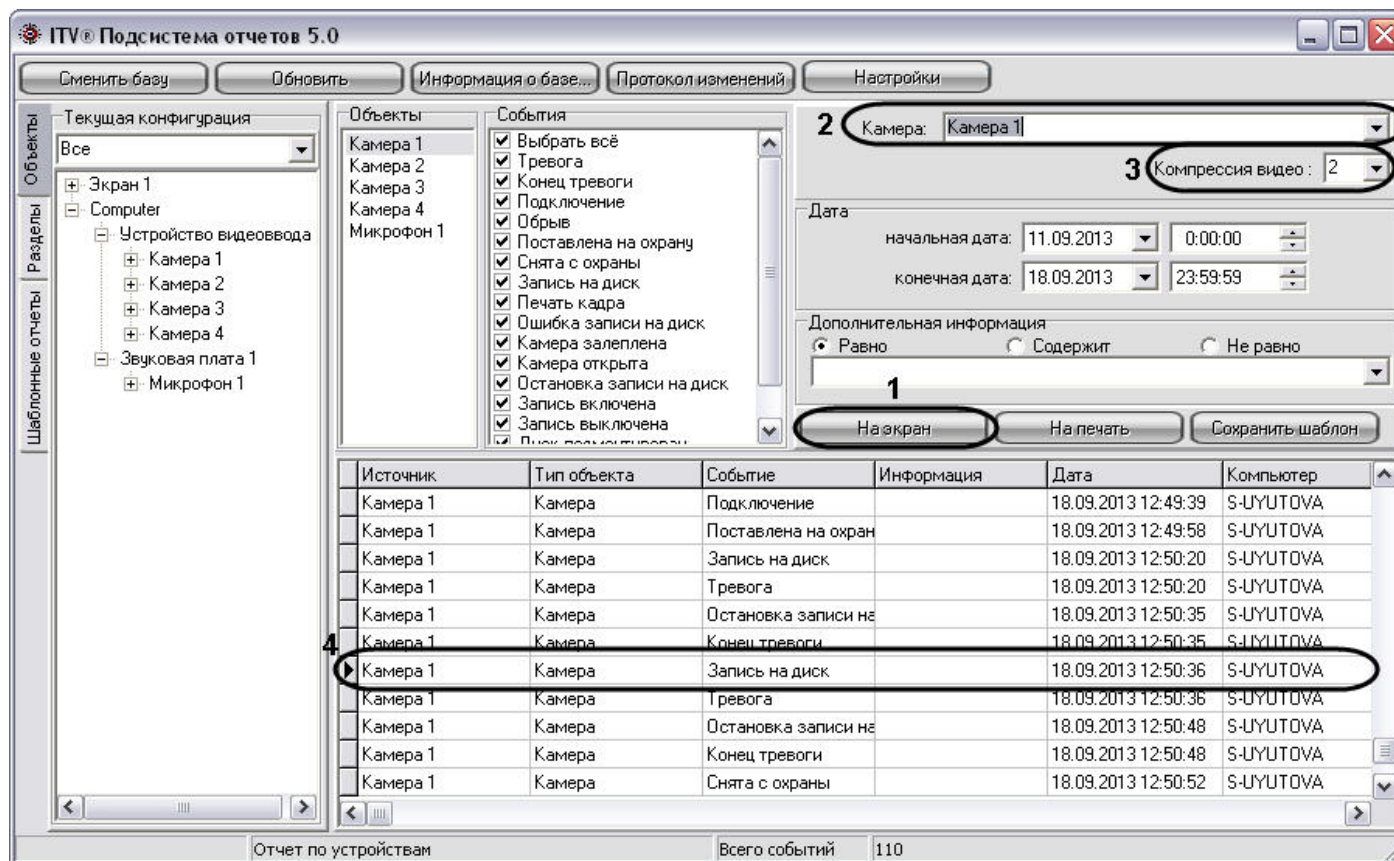 ITV® Подсистема отчетов 5.0
Сменить базу
Обновить
Информация о базе...
Протокол изменений
Настройки
Объекты
Разделы
Шаблонные отчеты
Текущая конфигурация
Все
Экран 1
Computer
Устройство видеоввода
Камера 1
Камера 2
Камера 3
Камера 4
Звуковая плата 1
Микрофон 1
Объекты
Камера 1
Камера 2
Камера 3
Камера 4
Микрофон 1
События
Выбрать всё
Тревога
Конец тревоги
Подключение
Обрыв
Поставлена на охрану
Снята с охраны
Запись на диск
Печать кадра
Ошибка записи на диск
Камера залеплена
Камера открыта
Остановка записи на диск
Запись включена
Запись выключена
2 Камера: Камера 1
3 Компрессия видео : 2
Дата
начальная дата: 11.09.2013 0:00:00
конечная дата: 18.09.2013 23:59:59
Дополнительная информация
Равно Содержит Не равно
1
На экран На печать Сохранить шаблон
Источник Тип объекта Событие Информация Дата Компьютер
Камера 1 Камера Подключение 18.09.2013 12:49:39 S-UYUTOVA
Камера 1 Камера Поставлена на охран 18.09.2013 12:49:58 S-UYUTOVA
Камера 1 Камера Запись на диск 18.09.2013 12:50:20 S-UYUTOVA
Камера 1 Камера Тревога 18.09.2013 12:50:20 S-UYUTOVA
Камера 1 Камера Остановка записи на 18.09.2013 12:50:35 S-UYUTOVA
Камера 1 Камера Конец тревоги 18.09.2013 12:50:35 S-UYUTOVA
4 Камера 1 Камера Запись на диск 18.09.2013 12:50:36 S-UYUTOVA
Камера 1 Камера Тревога 18.09.2013 12:50:36 S-UYUTOVA
Камера 1 Камера Остановка записи на 18.09.2013 12:50:48 S-UYUTOVA
Камера 1 Камера Конец тревоги 18.09.2013 12:50:48 S-UYUTOVA
Камера 1 Камера Снята с охраны 18.09.2013 12:50:52 S-UYUTOVA
Отчет по устройствам Всего событий 110